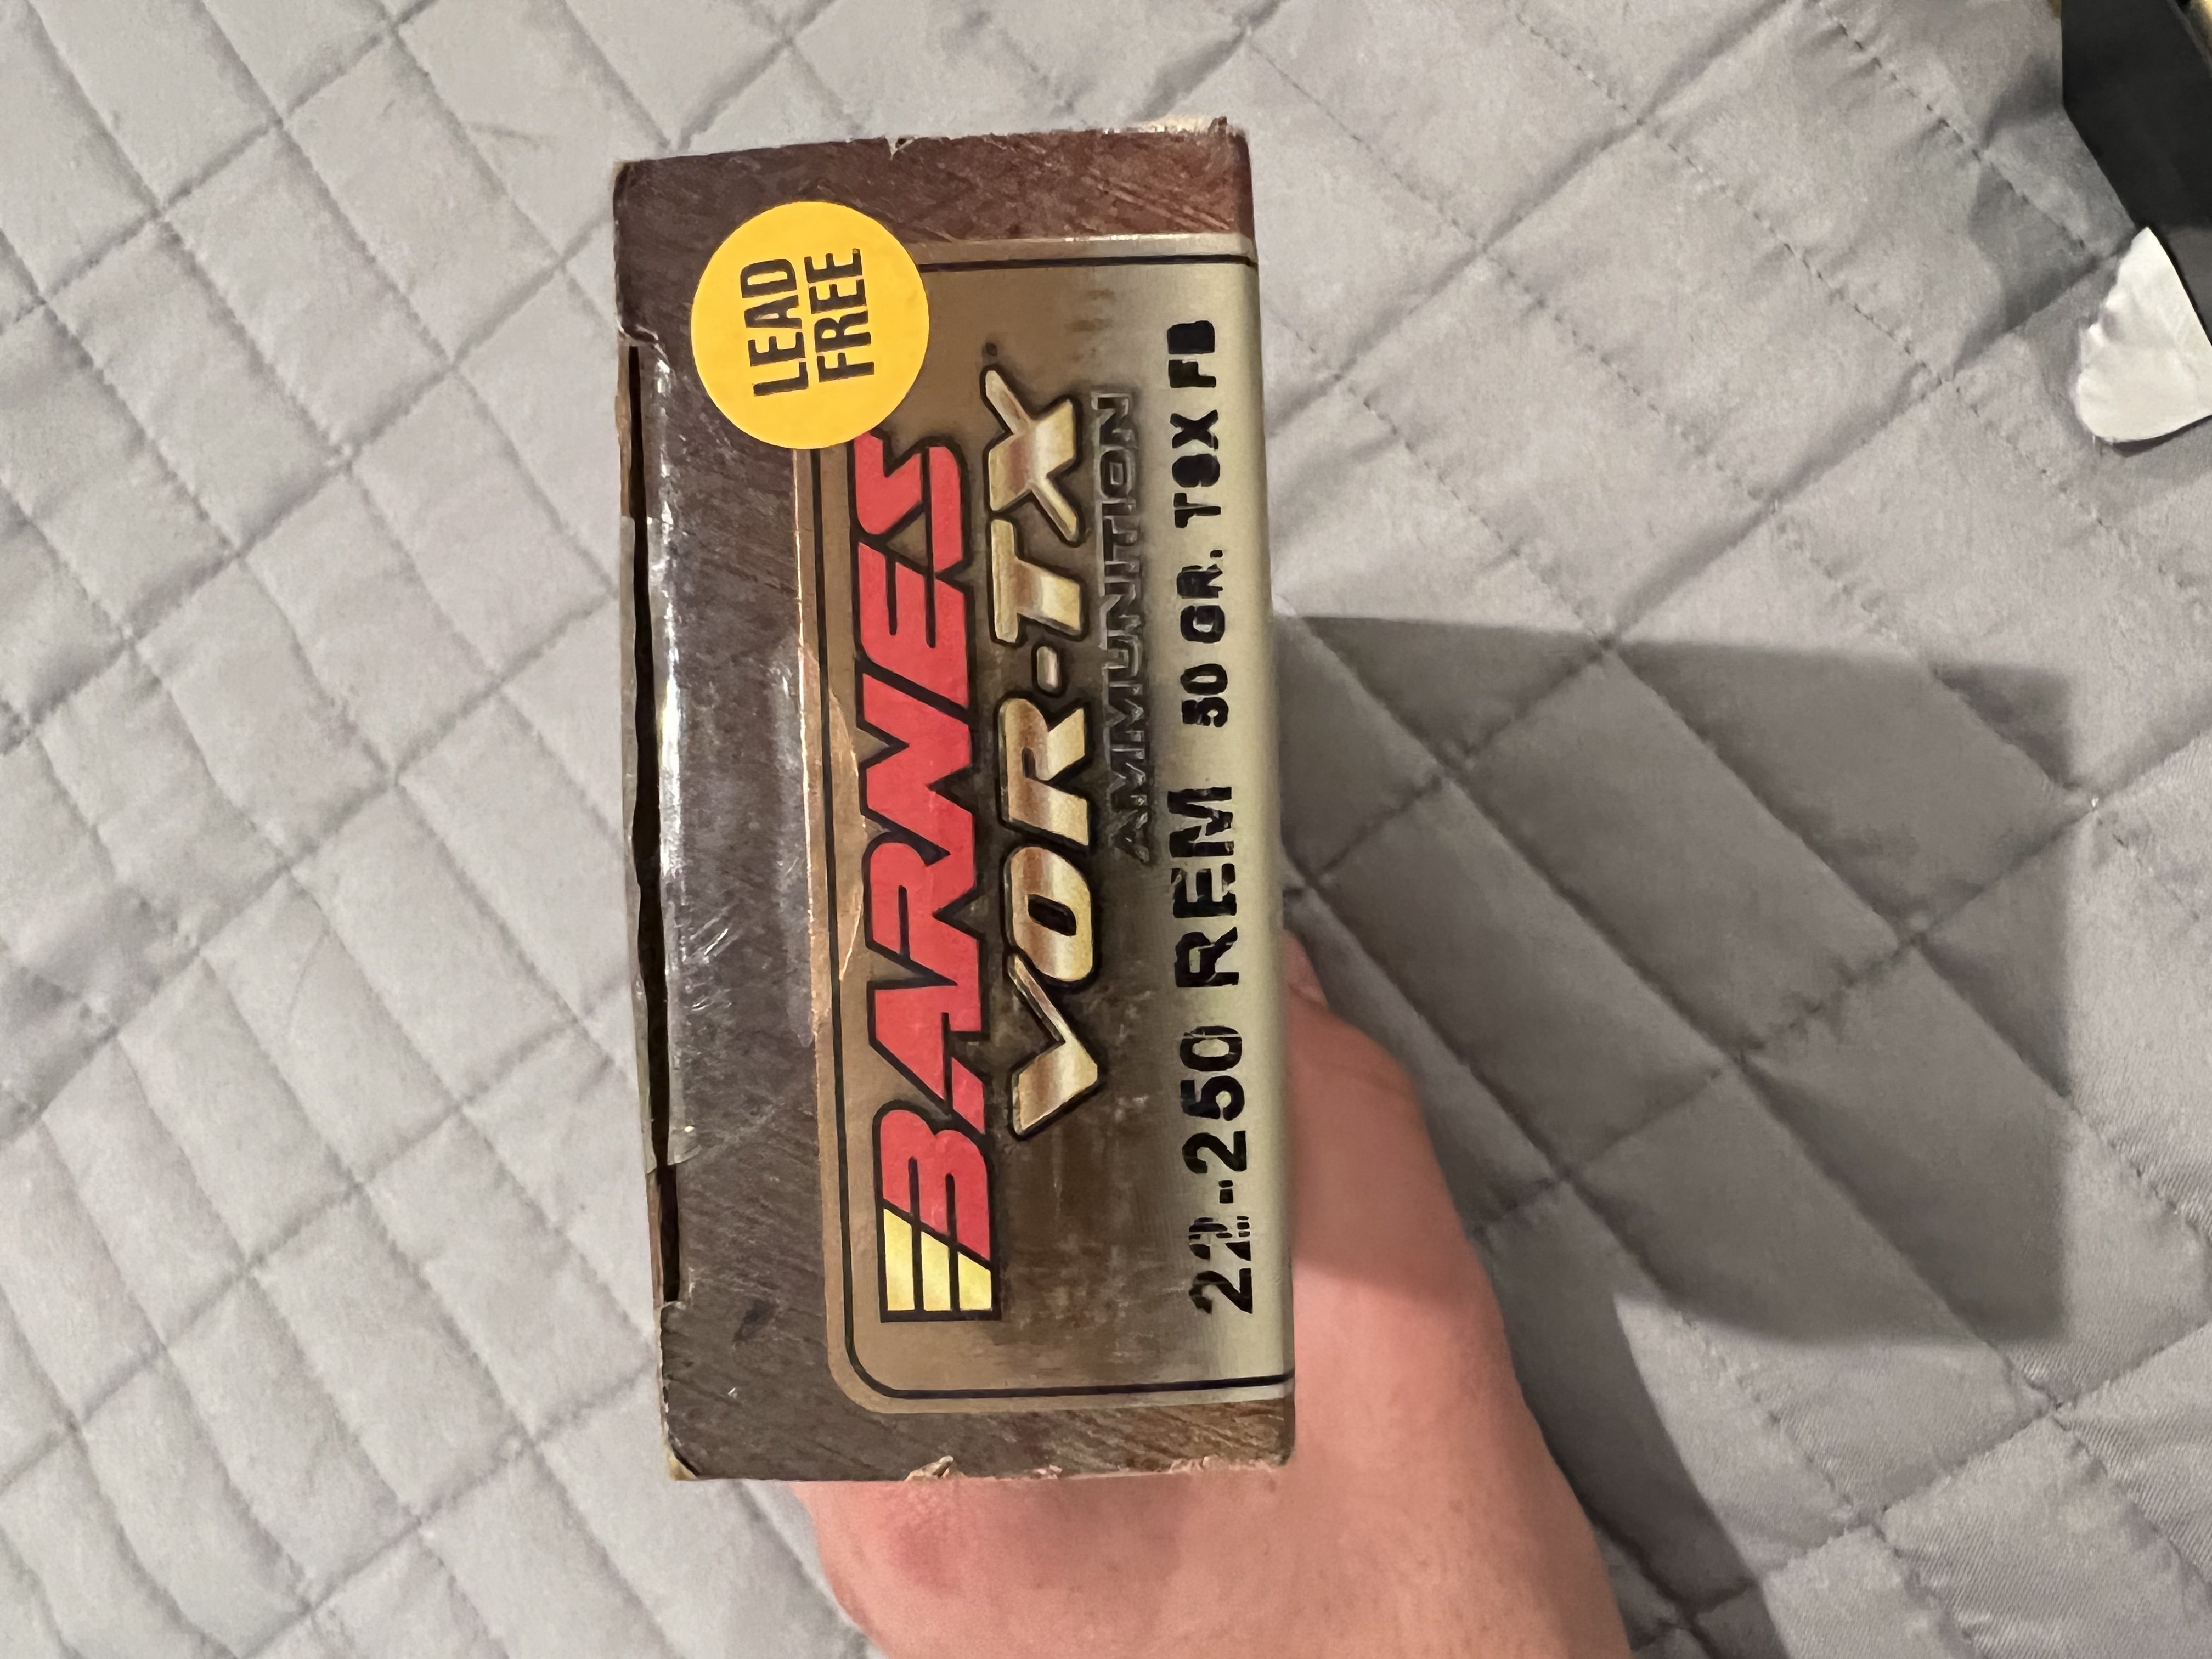 LEAD
FREE
BARNES
VOR-TX
AMMUNITION
22-250 REM 50 GR. TSX FB